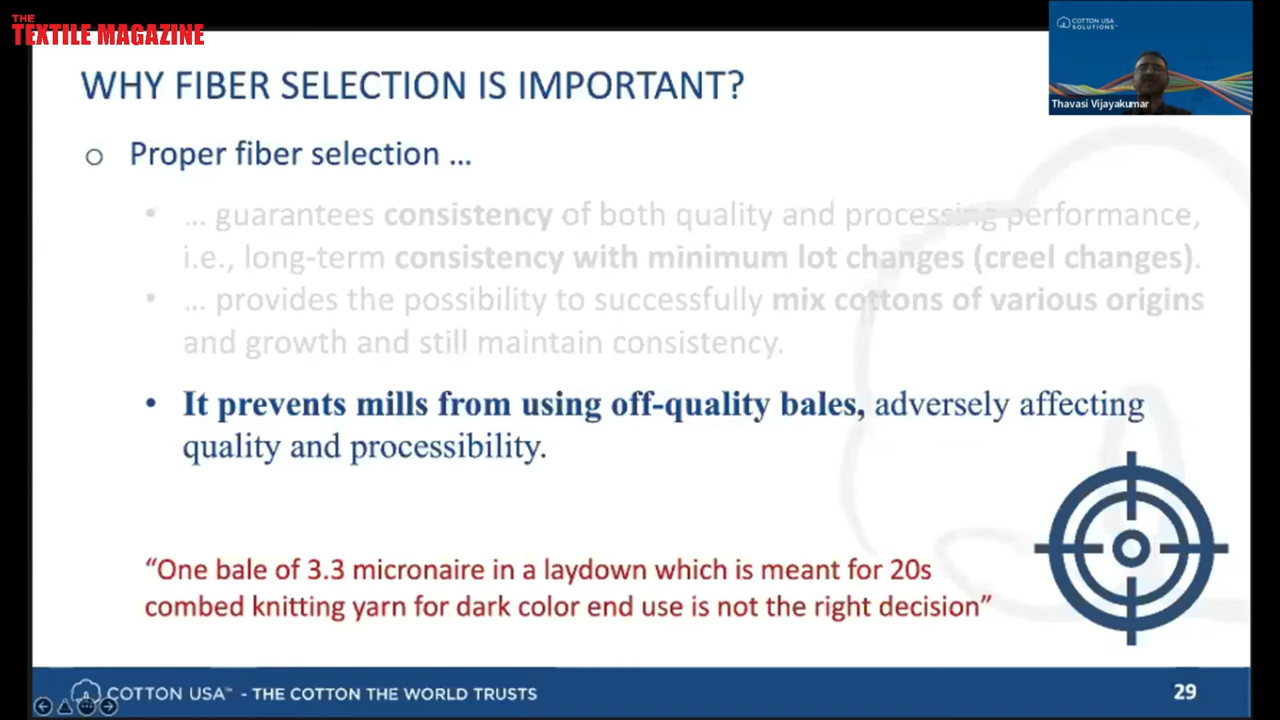 THE
TEXTILE MAGAZINE
COTTON USA
SOLUTIONS™
Thavasi Vijayakumar
WHY FIBER SELECTION IS IMPORTANT?
Proper fiber selection …
… guarantees consistency of both quality and processing performance,
i.e., long-term consistency with minimum lot changes (creel changes).
… provides the possibility to successfully mix cottons of various origins
and growth and still maintain consistency.
It prevents mills from using off-quality bales, adversely affecting
quality and processibility.
“One bale of 3.3 micronaire in a laydown which is meant for 20s
combed knitting yarn for dark color end use is not the right decision”
COTTON USA™ - THE COTTON THE WORLD TRUSTS
29